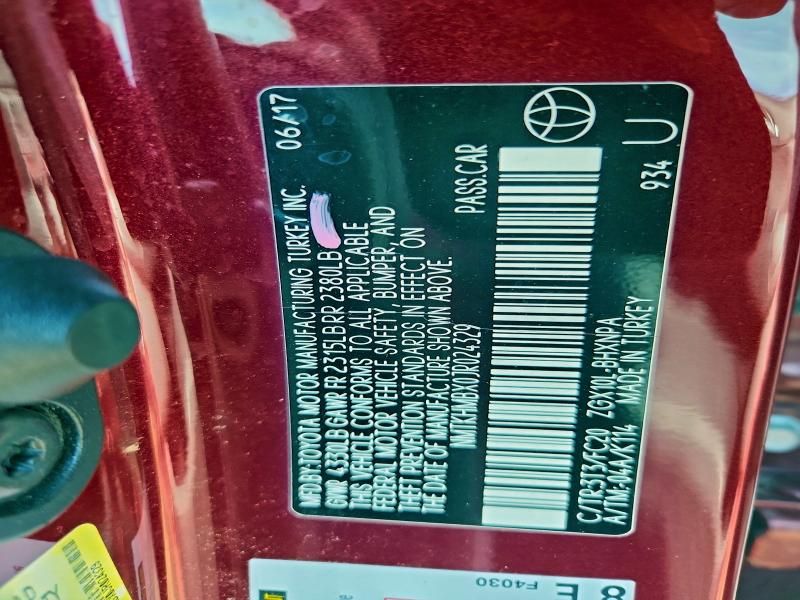 MFD BY: TOYOTA MOTOR MANUFACTURING TURKEY INC. 06/17
GVWR 4330LB GAWR FR 2315LB RR 2380LB
THIS VEHICLE CONFORMS TO ALL APPLICABLE
FEDERAL MOTOR VEHICLE SAFETY, BUMPER, AND
THEFT PREVENTION STANDARDS IN EFFECT ON
THE DATE OF MANUFACTURE SHOWN ABOVE.
NMTKHMBX0JR024329 PASS.CAR
C/TR:3T3/FC20 ZGX10L-BHXNPA 934 U
A/TM:-04A/K114 MADE IN TURKEY
F4030